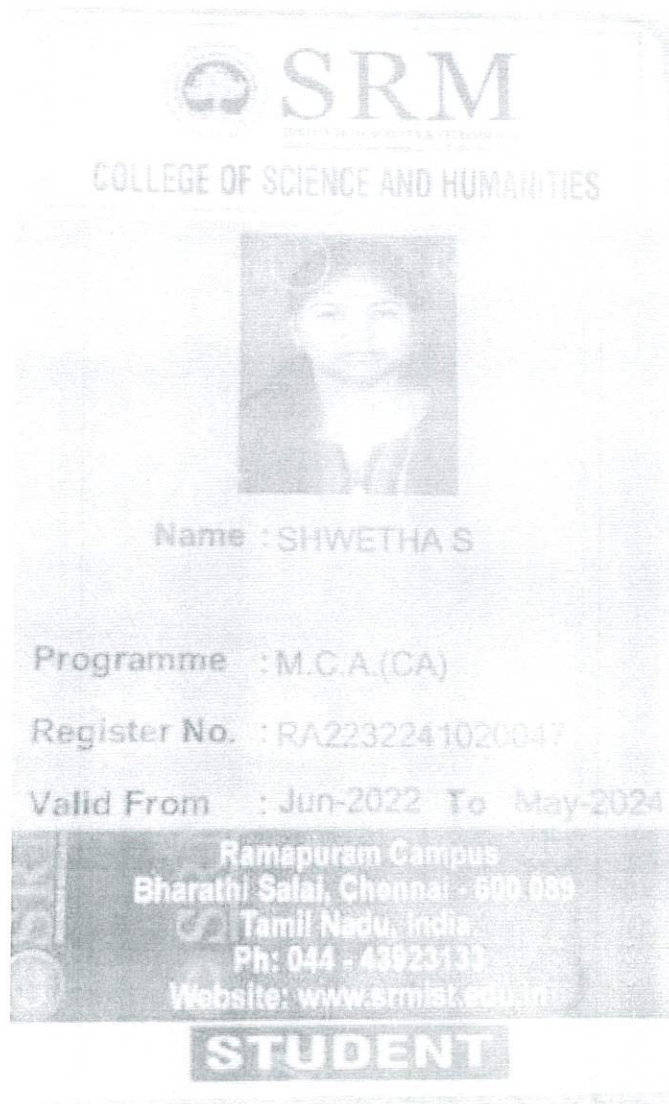 SRM
COLLEGE OF SCIENCE AND HUMANITIES
Name : SHWETHA S
Programme : M.C.A.(CA)
Register No. : RA2232241020047
Valid From : Jun-2022 To May-2024
Ramapuram Campus
Bharathi Salai, Chennai - 600 089
Tamil Nadu, India.
Ph: 044 - 43923133
Website: www.srmist.edu.in
STUDENT